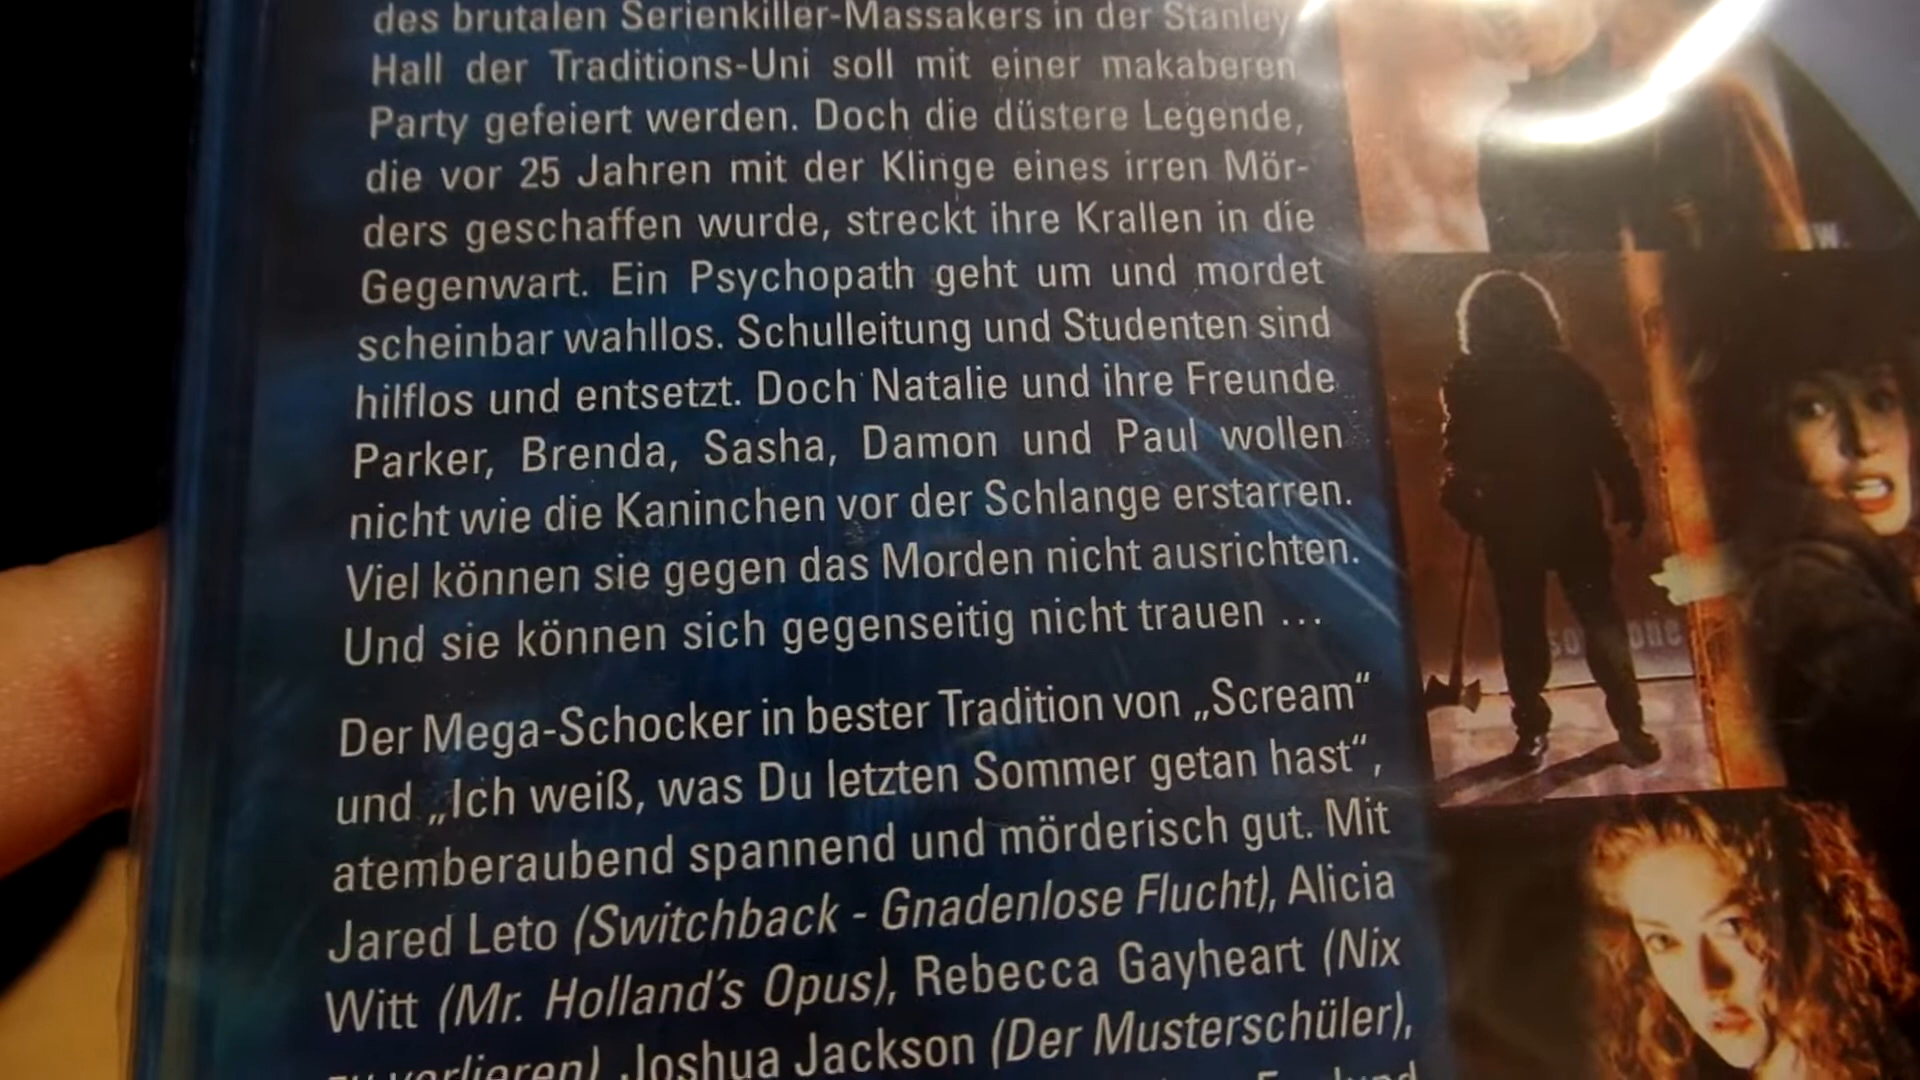 des brutalen Serienkiller-Massakers in der Stanley
Hall der Traditions-Uni soll mit einer makaberen
Party gefeiert werden. Doch die düstere Legende,
die vor 25 Jahren mit der Klinge eines irren Mör-
ders geschaffen wurde, streckt ihre Krallen in die
Gegenwart. Ein Psychopath geht um und mordet
scheinbar wahllos. Schulleitung und Studenten sind
hilflos und entsetzt. Doch Natalie und ihre Freunde
Parker, Brenda, Sasha, Damon und Paul wollen
nicht wie die Kaninchen vor der Schlange erstarren.
Viel können sie gegen das Morden nicht ausrichten.
Und sie können sich gegenseitig nicht trauen ...
Der Mega-Schocker in bester Tradition von „Scream“
und „Ich weiß, was Du letzten Sommer getan hast“,
atemberaubend spannend und mörderisch gut. Mit
Jared Leto (Switchback - Gnadenlose Flucht), Alicia
Witt (Mr. Holland's Opus), Rebecca Gayheart (Nix
zu verlieren), Joshua Jackson (Der Musterschüler),